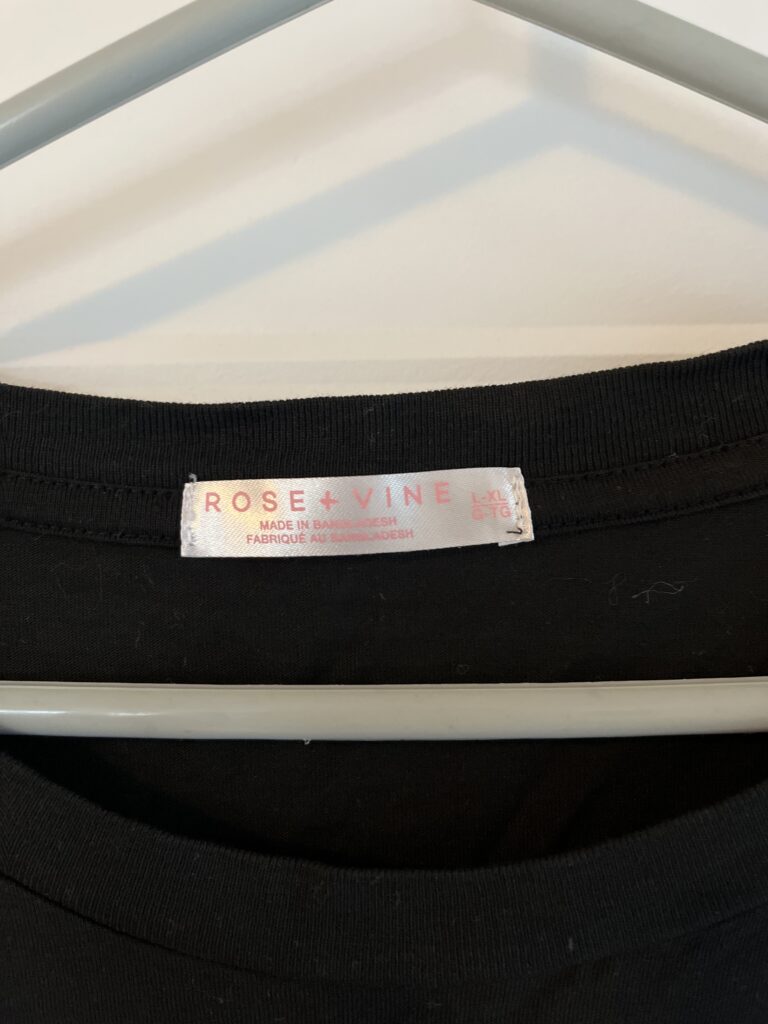 ROSE + VINE L-XL
G-TG
MADE IN BANGLADESH
FABRIQUÉ AU BANGLADESH